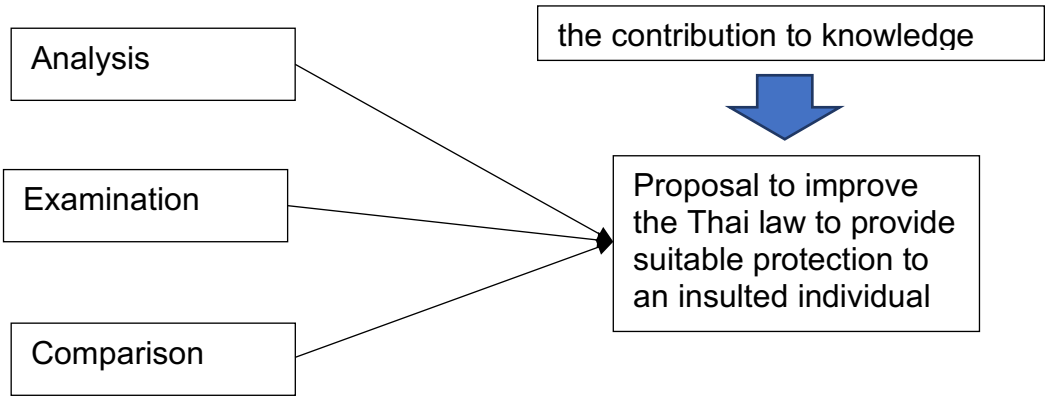 the contribution to knowledge
Analysis
Examination
Comparison
Proposal to improve
the Thai law to provide
suitable protection to
an insulted individual